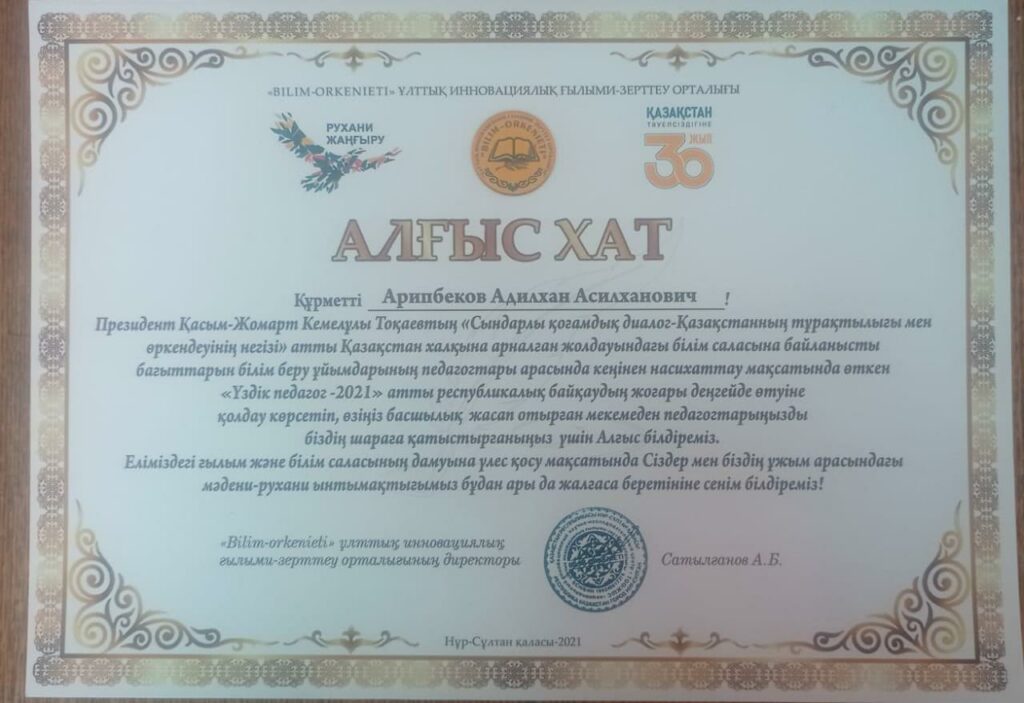 «BILIM-ORKENIETI» ҰЛТТЫҚ ИННОВАЦИЯЛЫҚ ҒЫЛЫМИ-ЗЕРТТЕУ ОРТАЛЫҒЫ
РУХАНИ
ЖАҢҒЫРУ
«BILIM-ORKENIETI»
ҚАЗАҚСТАН
ТӘУЕЛСІЗДІГІНЕ
30 ЖЫЛ
АЛҒЫС ХАТ
Құрметті Арипбеков Адилхан Асилханович !
Президент Қасым-Жомарт Кемелұлы Тоқаевтың «Сындарлы қоғамдық диалог-Қазақстанның тұрақтылығы мен
өркендеуінің негізі» атты Қазақстан халқына арналған жолдауындағы білім саласына байланысты
бағыттарын білім беру ұйымдарының педагогтары арасында кеңінен насихаттау мақсатында өткен
«Үздік педагог -2021» атты республикалық байқаудың жоғары деңгейде өтуіне
қолдау көрсетіп, өзіңіз басшылық жасап отырған мекемеден педагогтарыңызды
біздің шараға қатыстырғаныңыз үшін Алғыс білдіреміз.
Еліміздегі ғылым және білім саласының дамуына үлес қосу мақсатында Сіздер мен біздің ұжым арасындағы
мәдени-рухани ынтымақтығымыз бұдан ары да жалғаса беретініне сенім білдіреміз!
«Bilim-orkenieti» ұлттық инновациялық
ғылыми-зерттеу орталығының директоры
Сатылғанов А.Б.
Нұр-Сұлтан қаласы-2021